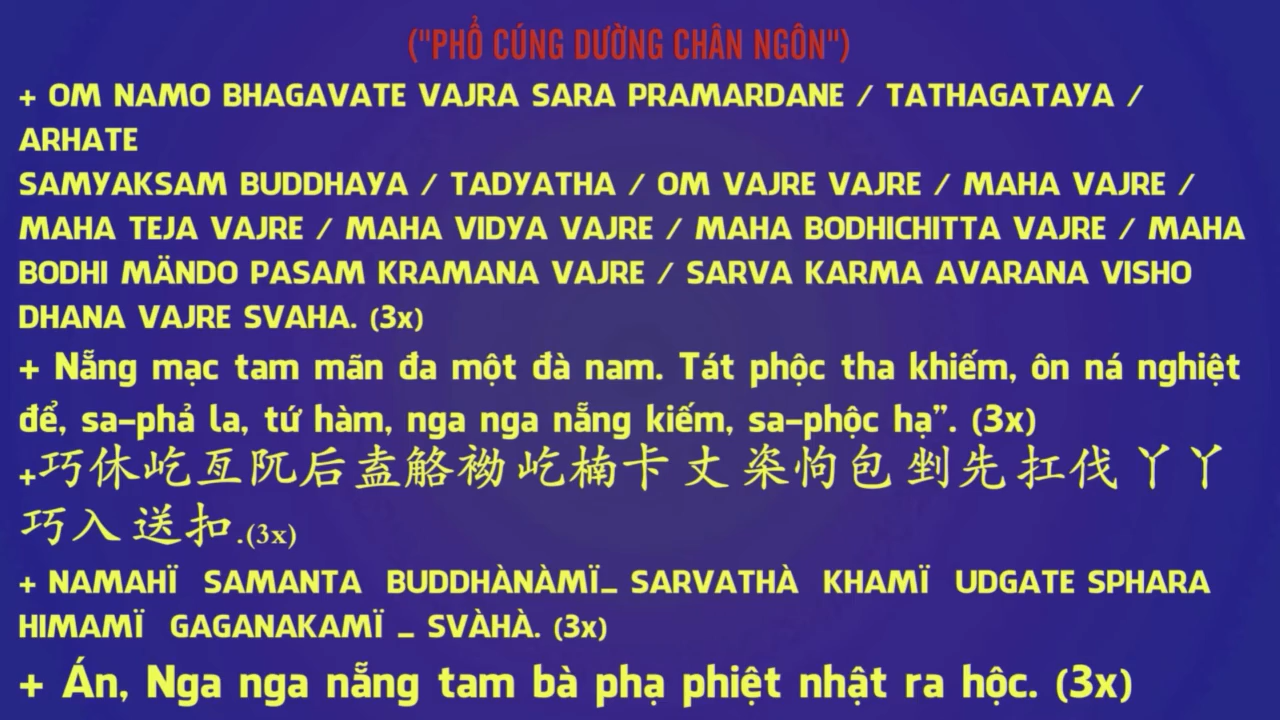 ("PHỔ CÚNG DƯỜNG CHÂN NGÔN")
+ OM NAMO BHAGAVATE VAJRA SARA PRAMARDANE / TATHAGATAYA /
ARHATE
SAMYAKSAM BUDDHAYA / TADYATHA / OM VAJRE VAJRE / MAHA VAJRE /
MAHA TEJA VAJRE / MAHA VIDYA VAJRE / MAHA BODHICHITTA VAJRE / MAHA
BODHI MÄNDO PASAM KRAMANA VAJRE / SARVA KARMA AVARANA VISHO
DHANA VAJRE SVAHA. (3x)
+ Nẵng mạc tam mãn đa một đà nam. Tát phộc tha khiếm, ôn ná nghiệt
để, sa-phả la, tứ hàm, nga nga nẵng kiếm, sa-phộc hạ”. (3x)
+巧休屹亙阢后盍觡袎屹楠卡丈粢怐包剉先扛伐丫丫
巧入送扣.(3x)
+ NAMAHÏ SAMANTA BUDDHÀNÀMÏ_ SARVATHÀ KHAMÏ UDGATE SPHARA
HIMAMÏ GAGANAKAMÏ _ SVÀHÀ. (3x)
+ Án, Nga nga nẵng tam bà phạ phiệt nhật ra hộc. (3x)